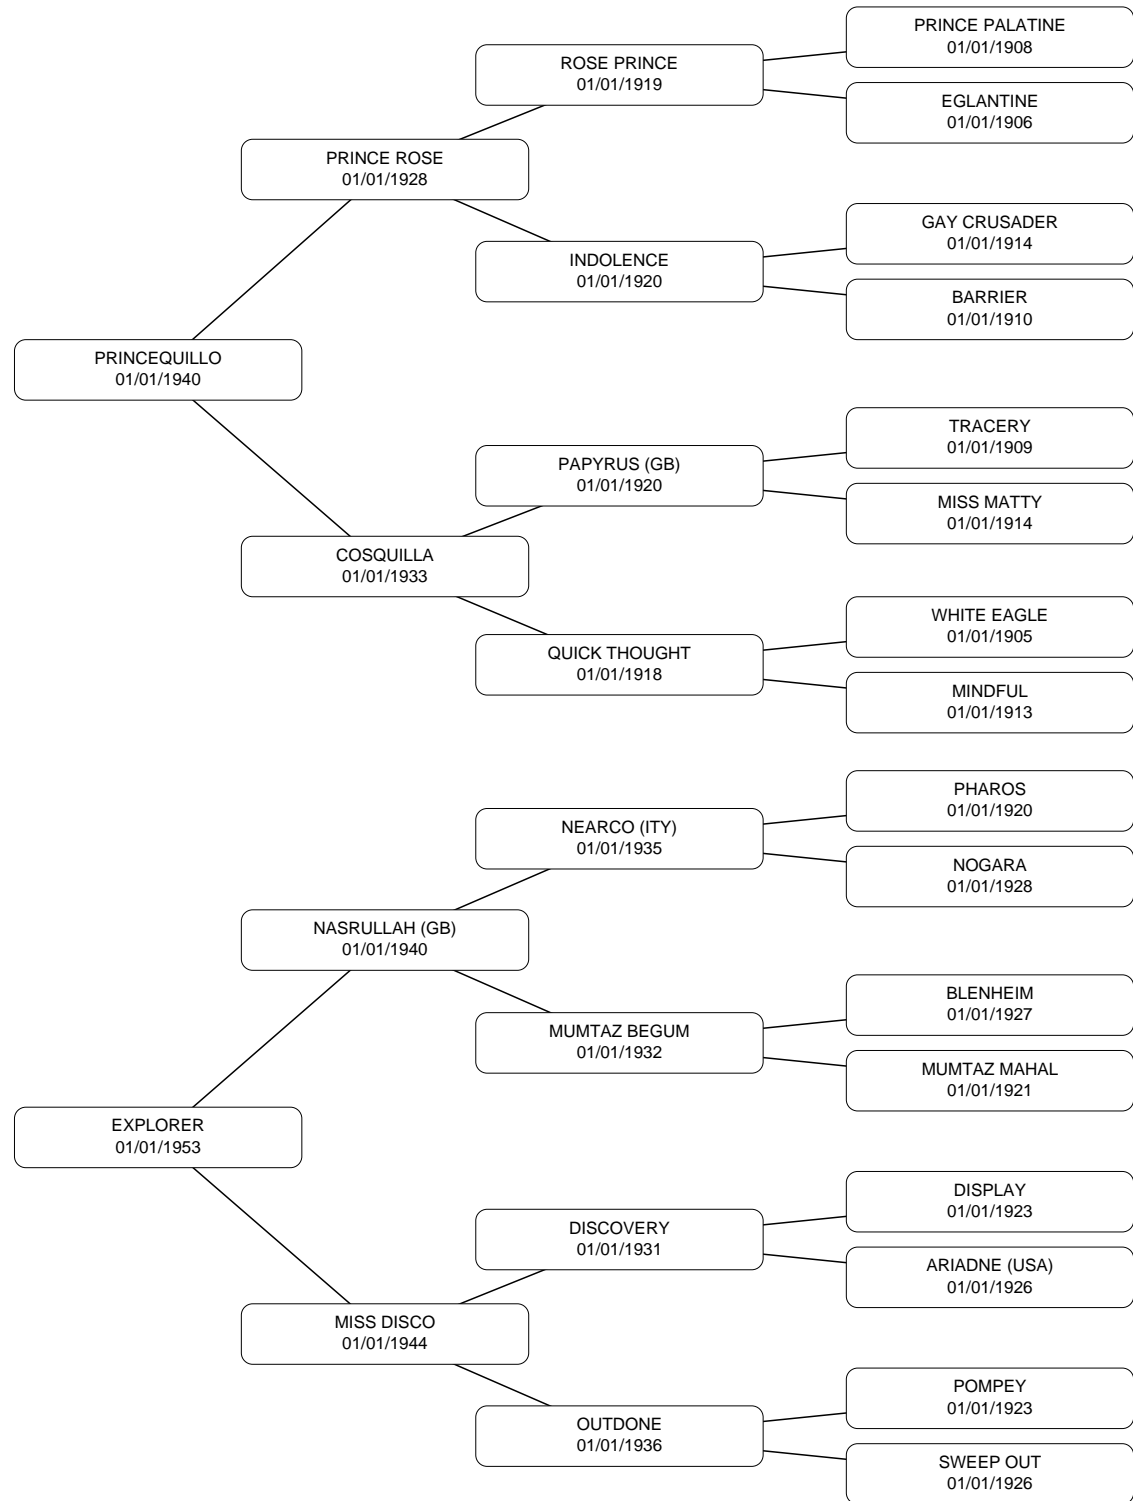 PRINCE PALATINE
01/01/1908
ROSE PRINCE
01/01/1919
EGLANTINE
01/01/1906
PRINCE ROSE
01/01/1928
GAY CRUSADER
01/01/1914
INDOLENCE
01/01/1920
BARRIER
01/01/1910
PRINCEQUILLO
01/01/1940
TRACERY
01/01/1909
PAPYRUS (GB)
01/01/1920
MISS MATTY
01/01/1914
COSQUILLA
01/01/1933
WHITE EAGLE
01/01/1905
QUICK THOUGHT
01/01/1918
MINDFUL
01/01/1913
PHAROS
01/01/1920
NEARCO (ITY)
01/01/1935
NOGARA
01/01/1928
NASRULLAH (GB)
01/01/1940
BLENHEIM
01/01/1927
MUMTAZ BEGUM
01/01/1932
MUMTAZ MAHAL
01/01/1921
EXPLORER
01/01/1953
DISPLAY
01/01/1923
DISCOVERY
01/01/1931
ARIADNE (USA)
01/01/1926
MISS DISCO
01/01/1944
POMPEY
01/01/1923
OUTDONE
01/01/1936
SWEEP OUT
01/01/1926